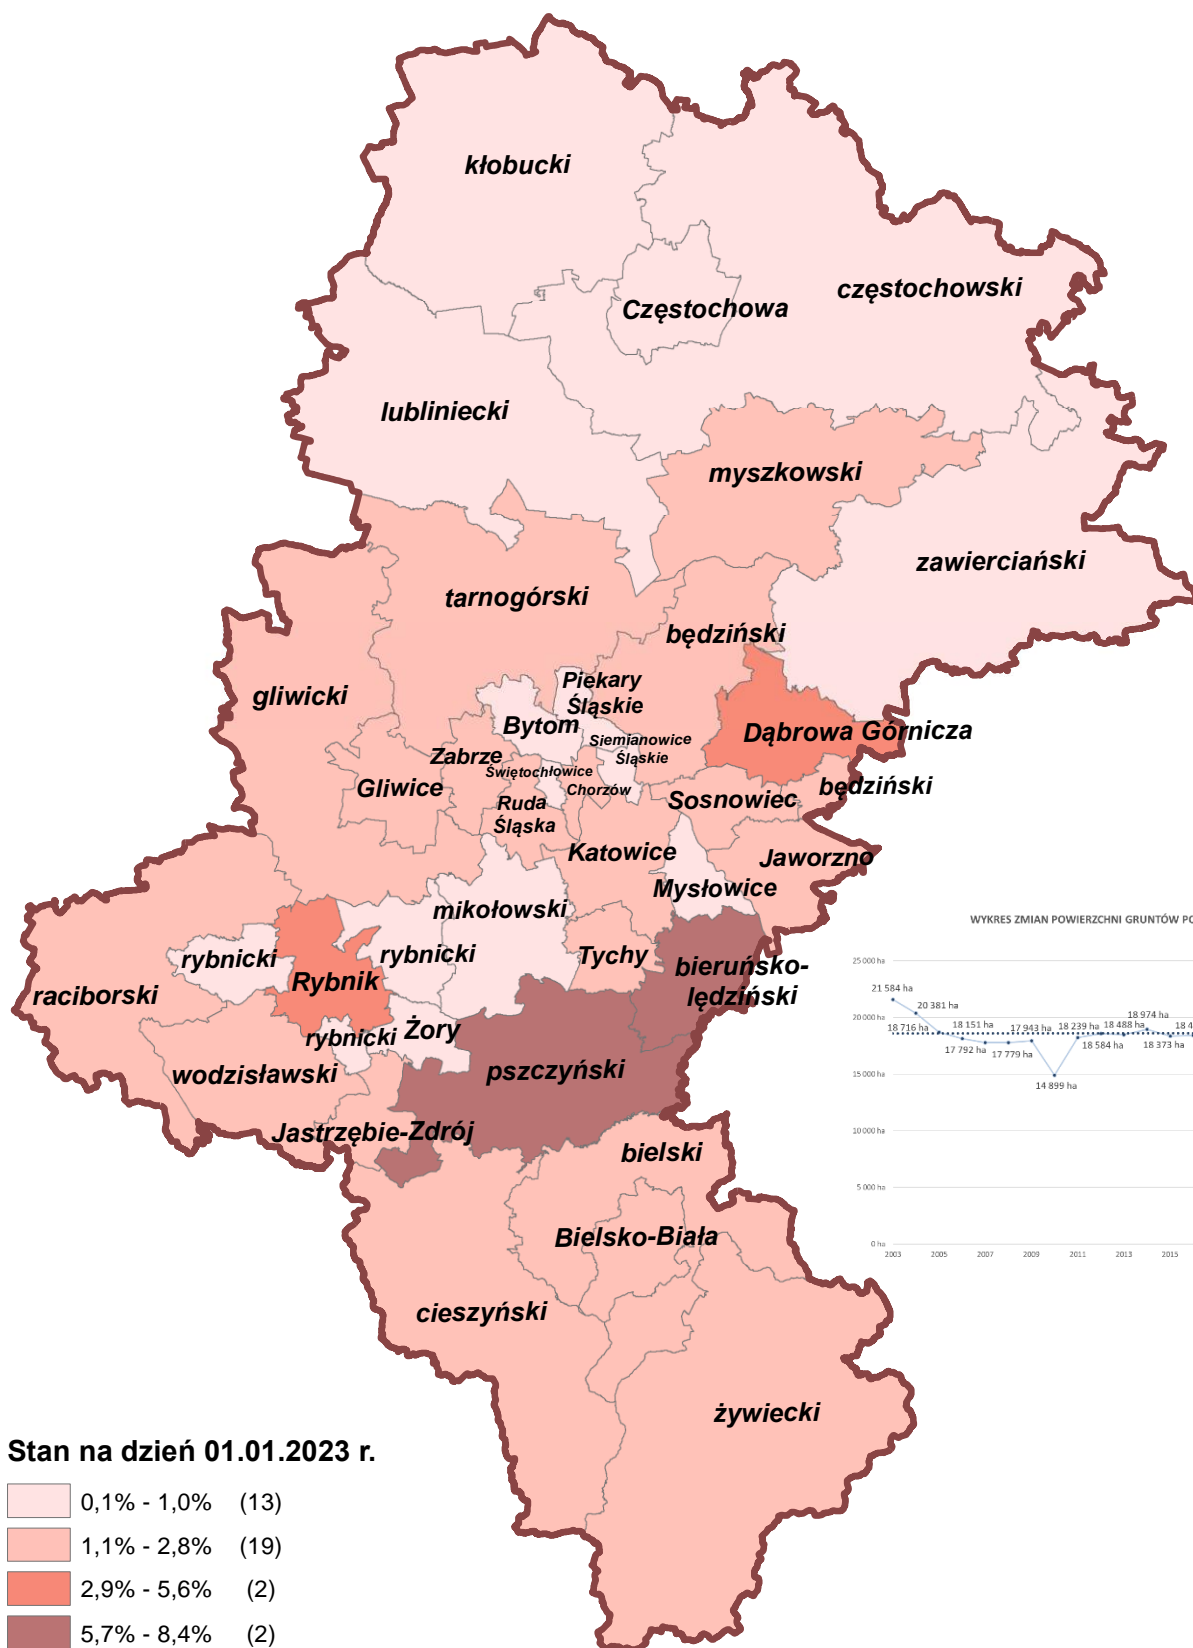 kłobucki
częstochowski
Częstochowa
lubliniecki
myszkowski
zawierciański
tarnogórski
będziński
gliwicki
Piekary
Śląskie
Bytom
Siemianowice
Śląskie
Dąbrowa Górnicza
Zabrze
Świętochłowice
Chorzów
Gliwice
Ruda
Śląska
Sosnowiec
będziński
Katowice
Jaworzno
Mysłowice
mikołowski
rybnicki
rybnicki
Tychy
bieruńsko-
lędziński
raciborski
Rybnik
rybnicki
Żory
wodzisławski
pszczyński
Jastrzębie-Zdrój
bielski
Bielsko-Biała
cieszyński
żywiecki
WYKRES ZMIAN POWIERZCHNI GRUNTÓW PO
25 000 ha
21 584 ha
20 381 ha
20 000 ha
18 716 ha
18 151 ha
17 792 ha
17 779 ha
17 943 ha
14 899 ha
18 239 ha
18 584 ha
18 488 ha
18 974 ha
18 373 ha
18 4
15 000 ha
10 000 ha
5 000 ha
0 ha
2003 2005 2007 2009 2011 2013 2015
Stan na dzień 01.01.2023 r.
0,1% - 1,0% (13)
1,1% - 2,8% (19)
2,9% - 5,6% (2)
5,7% - 8,4% (2)